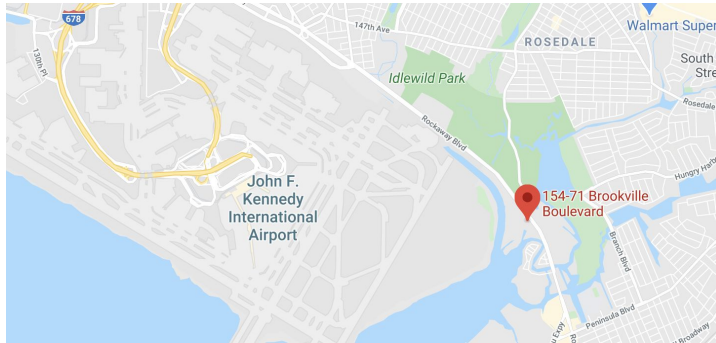 678
147th Ave
130th Pl
ROSEDALE
Walmart Super
Idlewild Park
South
Stre
Rosedale
Rockaway Blvd
Hungry Harb
John F.
Kennedy
International
Airport
154-71 Brookville
Boulevard
Branch Blvd
Peninsula Blvd
u Expy
Broadway